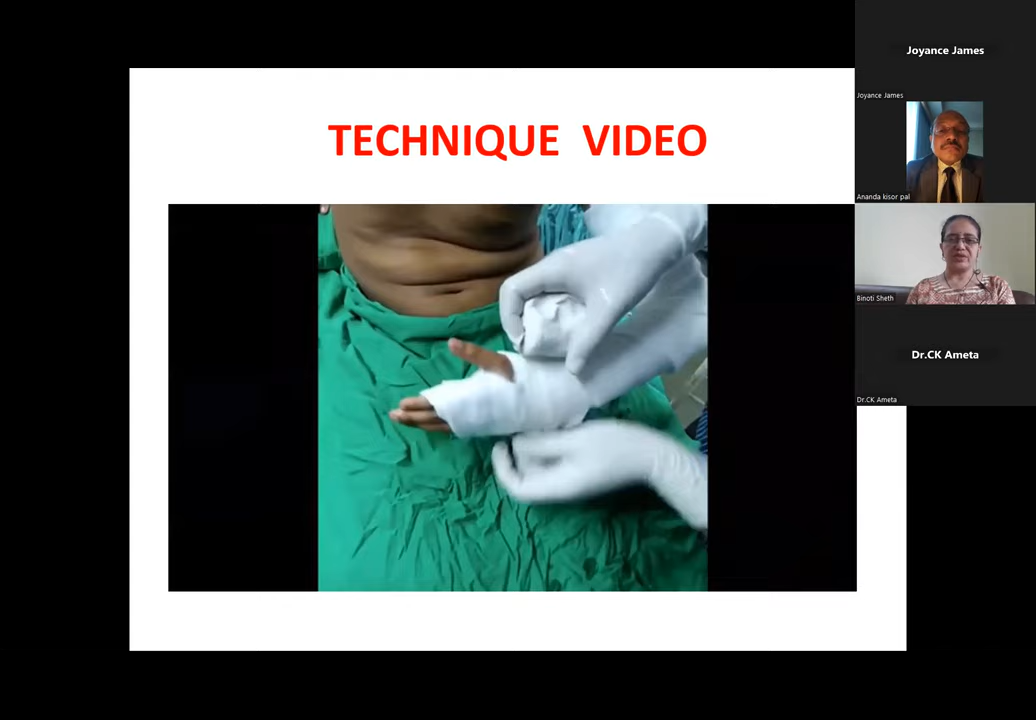 Joyance James
Joyance James
TECHNIQUE VIDEO
Ananda kisor pal
Binoti Sheth
Dr.CK Ameta
Dr.CK Ameta